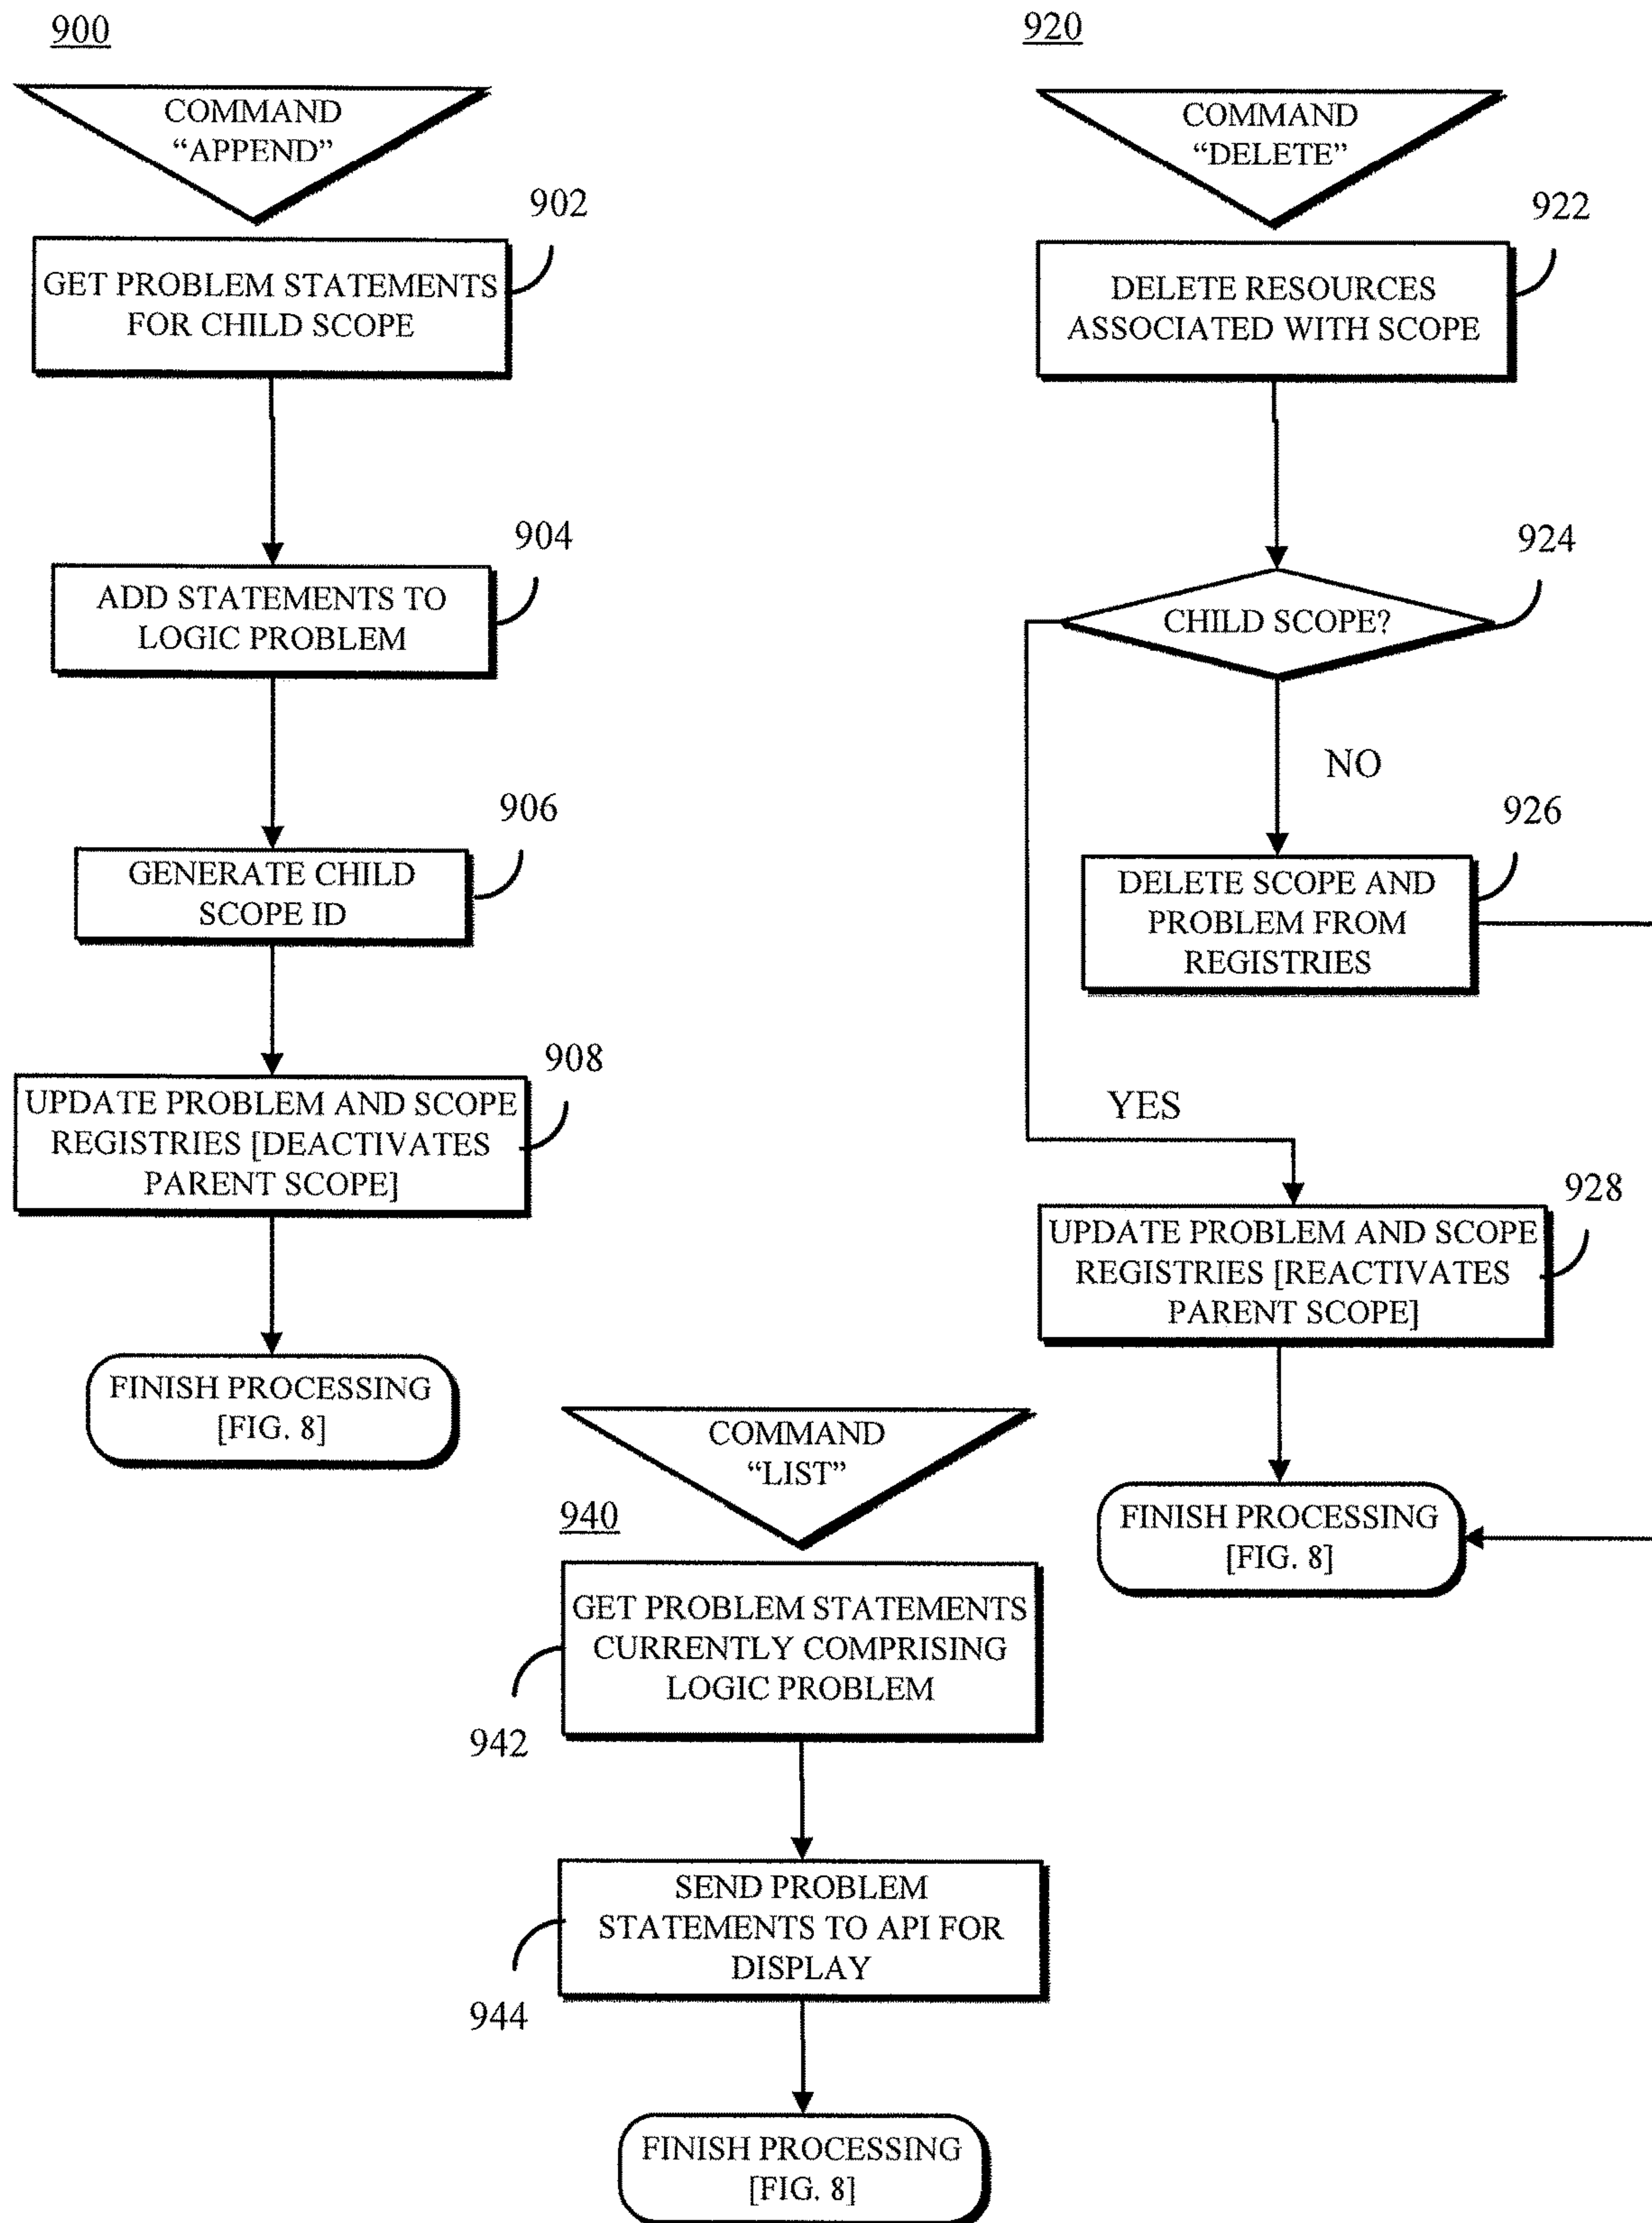 900
COMMAND
“APPEND”
902
GET PROBLEM STATEMENTS
FOR CHILD SCOPE
904
ADD STATEMENTS TO
LOGIC PROBLEM
906
GENERATE CHILD
SCOPE ID
908
UPDATE PROBLEM AND SCOPE
REGISTRIES [DEACTIVATES
PARENT SCOPE]
FINISH PROCESSING
[FIG. 8]
920
COMMAND
“DELETE”
922
DELETE RESOURCES
ASSOCIATED WITH SCOPE
924
CHILD SCOPE?
NO
926
DELETE SCOPE AND
PROBLEM FROM
REGISTRIES
YES
928
UPDATE PROBLEM AND SCOPE
REGISTRIES [REACTIVATES
PARENT SCOPE]
FINISH PROCESSING
[FIG. 8]
COMMAND
“LIST”
940
GET PROBLEM STATEMENTS
CURRENTLY COMPRISING
LOGIC PROBLEM
942
SEND PROBLEM
STATEMENTS TO API FOR
DISPLAY
944
FINISH PROCESSING
[FIG. 8]